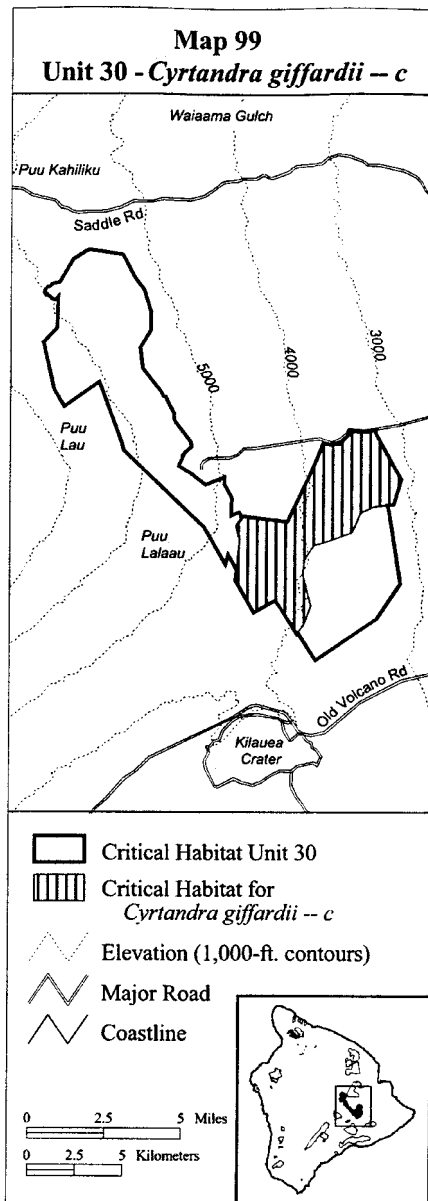 Map 99
Unit 30 - Cyrtandra giffardii -- c
Waiaama Gulch
Puu Kahiliku
Saddle Rd
5000
4000
3000
Puu
Lau
Puu
Lalaau
Old Volcano Rd
Kilauea
Crater
Critical Habitat Unit 30
Critical Habitat for
Cyrtandra giffardii -- c
Elevation (1,000-ft. contours)
Major Road
Coastline
0 2.5 5 Miles
0 2.5 5 Kilometers